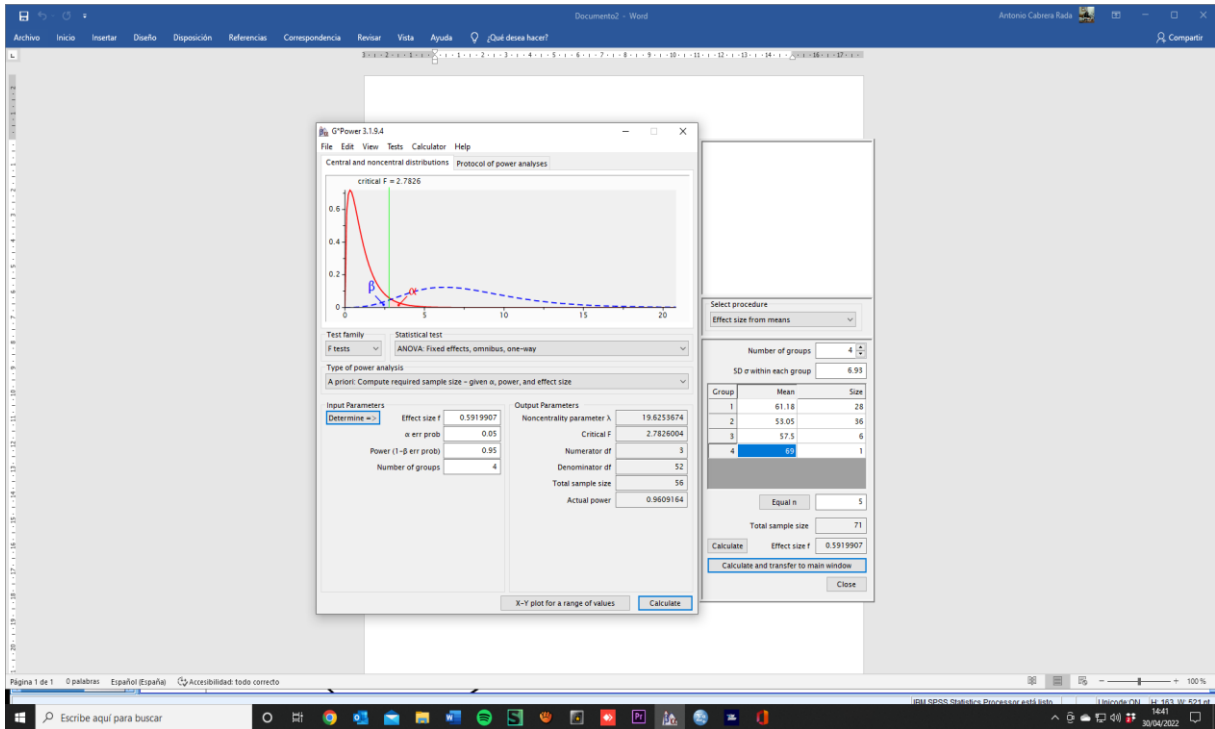 Documento2 - Word
Antonio Cabrera Rada
Archivo Inicio Insertar Diseño Disposición Referencias Correspondencia Revisar Vista Ayuda ¿Qué desea hacer? Compartir
G*Power 3.1.9.4
File Edit View Tests Calculator Help
Central and noncentral distributions Protocol of power analyses
critical F = 2.7826
0.6
0.4
0.2
0
β α
0 5 10 15 20
Test family Statistical test
F tests ANOVA: Fixed effects, omnibus, one-way
Type of power analysis
A priori: Compute required sample size - given α, power, and effect size
Input Parameters Output Parameters
Determine => Effect size f 0.5919907 Noncentrality parameter λ 19.6253674
α err prob 0.05 Critical F 2.7826004
Power (1-β err prob) 0.95 Numerator df 3
Number of groups 4 Denominator df 52
Total sample size 56
Actual power 0.9609164
X-Y plot for a range of values Calculate
Select procedure
Effect size from means
Number of groups 4
SD σ within each group 6.93
Group Mean Size
1 61.18 28
2 53.05 36
3 57.5 6
4 69 1
Equal n 5
Total sample size 71
Calculate Effect size f 0.5919907
Calculate and transfer to main window
Close
Página 1 de 1 0 palabras Español (España) Accesibilidad: todo correcto 100 %
IBM SPSS Statistics Processor está listo Unicode:ON H: 163, W: 521 pt
Escribe aquí para buscar
14:41
30/04/2022